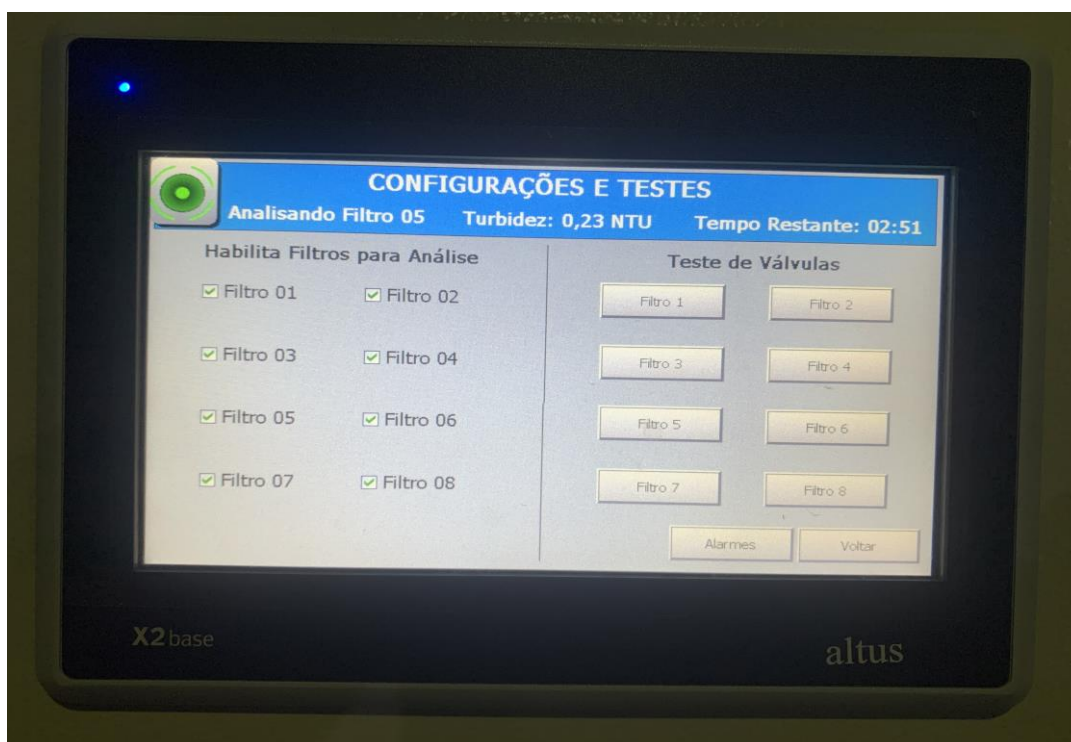 CONFIGURAÇÕES E TESTES
Analisando Filtro 05 Turbidez: 0,23 NTU Tempo Restante: 02:51
Habilita Filtros para Análise
Filtro 01 Filtro 02
Filtro 03 Filtro 04
Filtro 05 Filtro 06
Filtro 07 Filtro 08
Teste de Válvulas
Filtro 1 Filtro 2
Filtro 3 Filtro 4
Filtro 5 Filtro 6
Filtro 7 Filtro 8
Alarmes Voltar
X2 base
altus